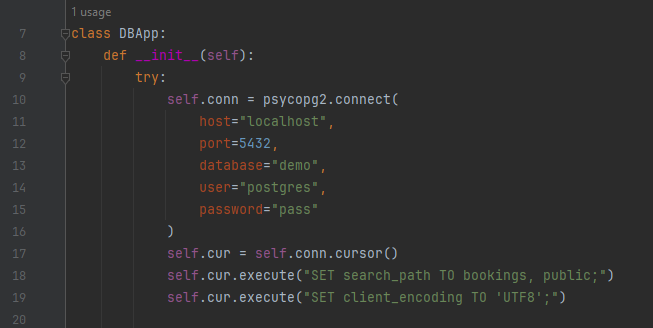 1 usage
7 class DBApp:
8     def __init__(self):
9         try:
10             self.conn = psycopg2.connect(
11                 host="localhost",
12                 port=5432,
13                 database="demo",
14                 user="postgres",
15                 password="pass"
16             )
17             self.cur = self.conn.cursor()
18             self.cur.execute("SET search_path TO bookings, public;")
19             self.cur.execute("SET client_encoding TO 'UTF8';")
20